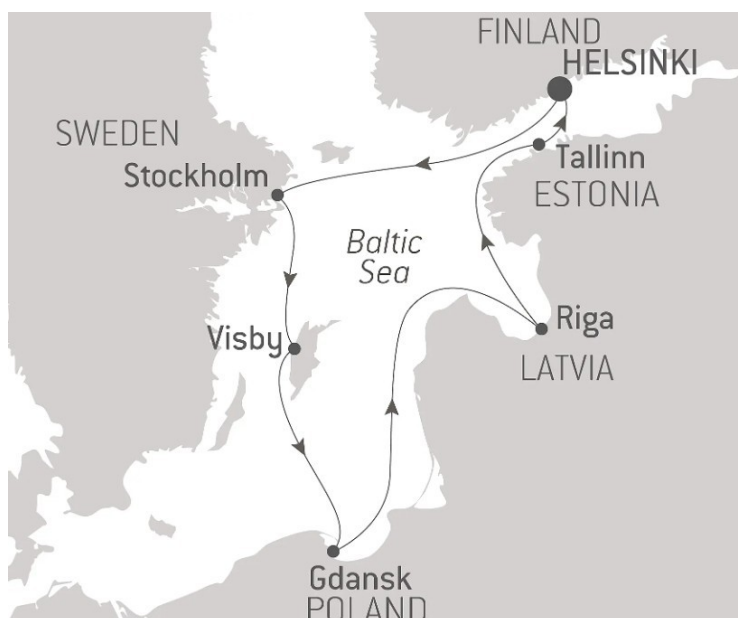 FINLAND
HELSINKI
SWEDEN
Stockholm
Tallinn
ESTONIA
Baltic
Sea
Visby
Riga
LATVIA
Gdansk
POLAND